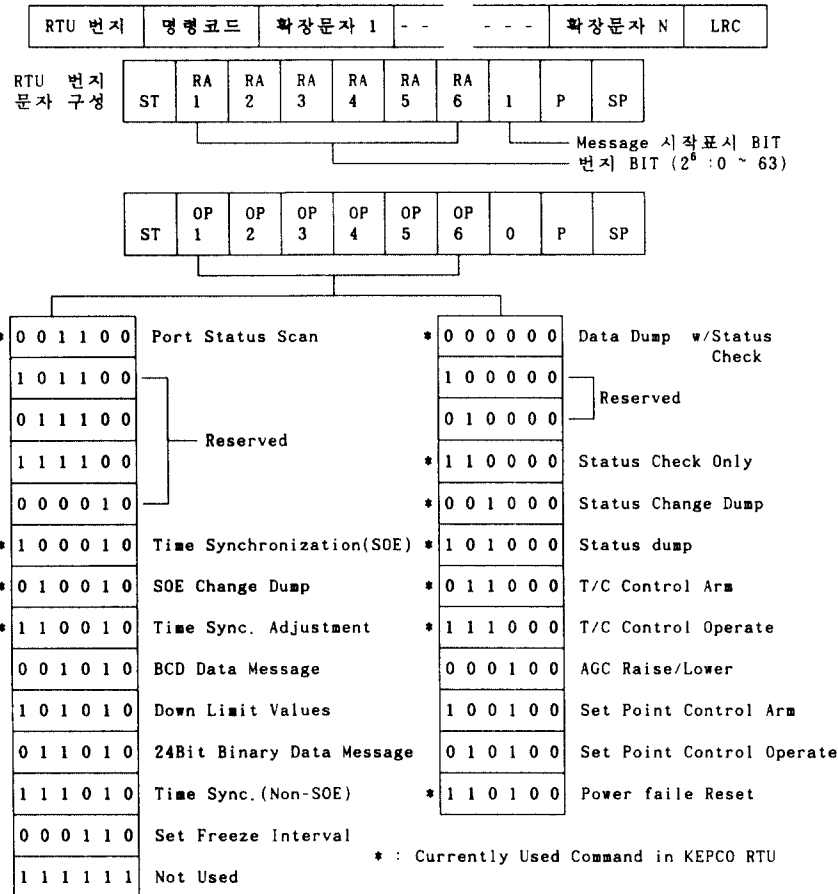 RTU 번지 명령코드 확장문자 1 - - - - - 확장문자 N LRC
RTU 번지
문자 구성
ST RA 1 RA 2 RA 3 RA 4 RA 5 RA 6 1 P SP
Message 시작표시 BIT
번지 BIT (2⁶ :0 ~ 63)
ST OP 1 OP 2 OP 3 OP 4 OP 5 OP 6 0 P SP
* 0 0 1 1 0 0 Port Status Scan
1 0 1 1 0 0
0 1 1 1 0 0
Reserved
1 1 1 1 0 0
0 0 0 0 1 0
* 1 0 0 0 1 0 Time Synchronization(SOE)
* 0 1 0 0 1 0 SOE Change Dump
* 1 1 0 0 1 0 Time Sync. Adjustment
0 0 1 0 1 0 BCD Data Message
1 0 1 0 1 0 Down Limit Values
0 1 1 0 1 0 24Bit Binary Data Message
1 1 1 0 1 0 Time Sync.(Non-SOE)
0 0 0 1 1 0 Set Freeze Interval
1 1 1 1 1 1 Not Used
* 0 0 0 0 0 0 Data Dump w/Status
Check
1 0 0 0 0 0
Reserved
0 1 0 0 0 0
* 1 1 0 0 0 0 Status Check Only
* 0 0 1 0 0 0 Status Change Dump
* 1 0 1 0 0 0 Status dump
* 0 1 1 0 0 0 T/C Control Arm
* 1 1 1 0 0 0 T/C Control Operate
0 0 0 1 0 0 AGC Raise/Lower
1 0 0 1 0 0 Set Point Control Arm
0 1 0 1 0 0 Set Point Control Operate
* 1 1 0 1 0 0 Power faile Reset
* : Currently Used Command in KEPCO RTU